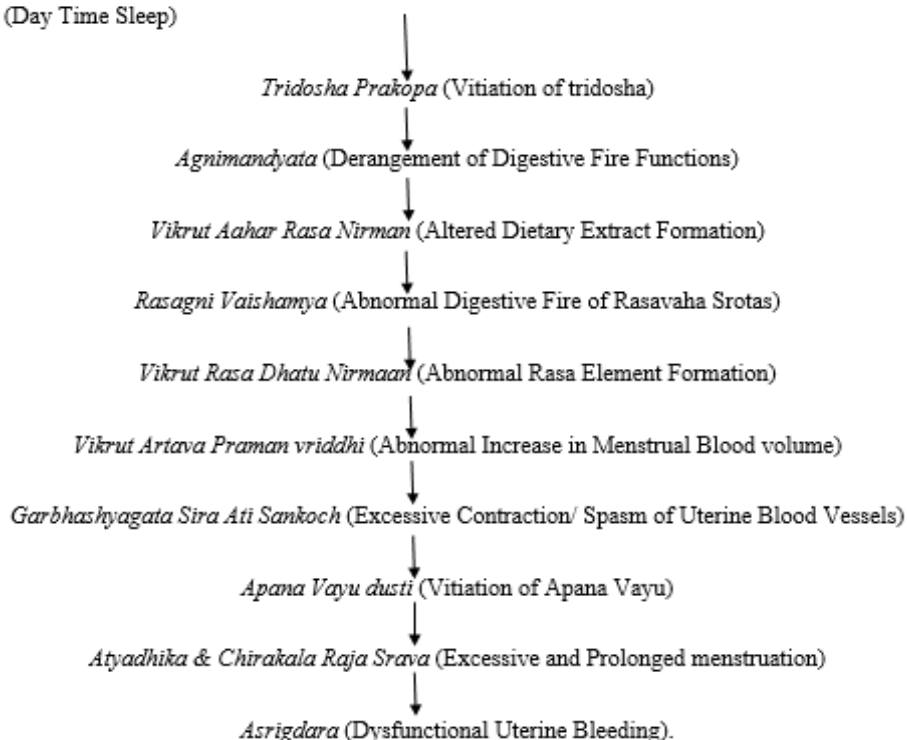 (Day Time Sleep)
Tridosha Prakopa (Vitiation of tridosha)
Agnimandyata (Derangement of Digestive Fire Functions)
Vikrut Aahar Rasa Nirman (Altered Dietary Extract Formation)
Rasagni Vaishamya (Abnormal Digestive Fire of Rasavaha Srotas)
Vikrut Rasa Dhatu Nirmaan (Abnormal Rasa Element Formation)
Vikrut Artava Praman vriddhi (Abnormal Increase in Menstrual Blood volume)
Garbhashyagata Sira Ati Sankoch (Excessive Contraction/ Spasm of Uterine Blood Vessels)
Apana Vayu dusti (Vitiation of Apana Vayu)
Atyadhika & Chirakala Raja Srava (Excessive and Prolonged menstruation)
Asrigdara (Dysfunctional Uterine Bleeding).